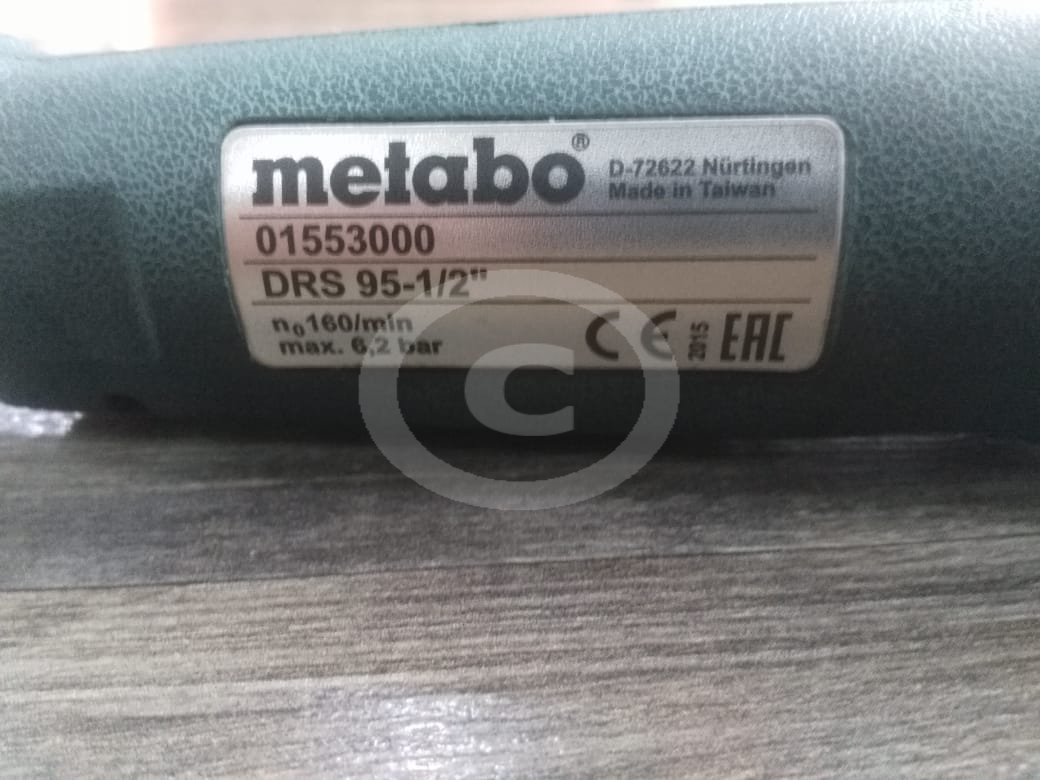 metabo®
D-72622 Nürtingen
Made in Taiwan
01553000
DRS 95-1/2"
n₀160/min
max. 6,2 bar
CE 2015 EAC
©